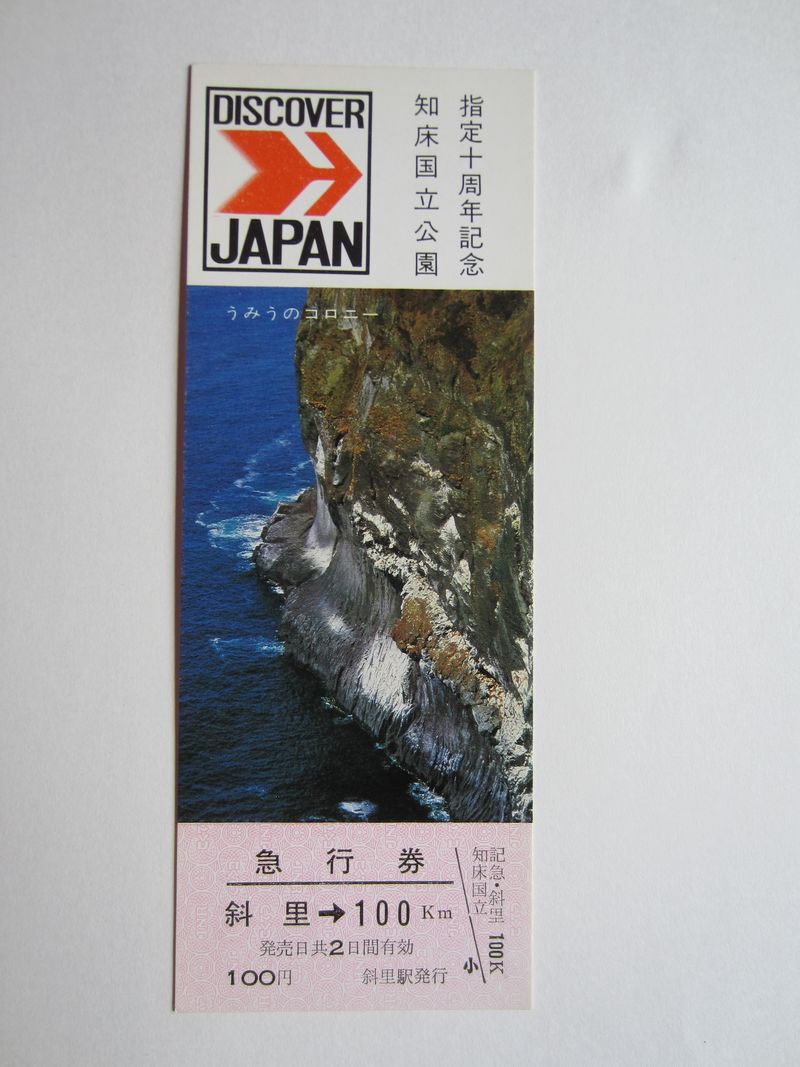 DISCOVER
JAPAN
指定十周年記念
知床国立公園
うみうのコロニー
急行券
斜里➔100Km
発売日共2日間有効
100円 斜里駅発行
記急・斜里 100K
知床国立
小